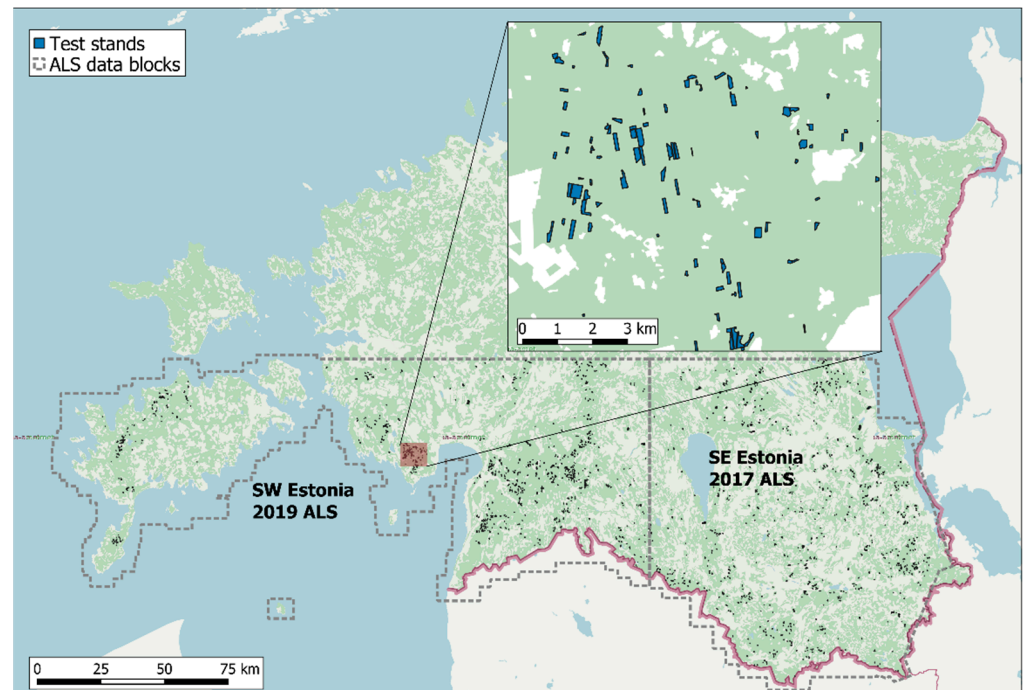 Test stands
ALS data blocks
0 1 2 3 km
SE Estonia
2017 ALS
SW Estonia
2019 ALS
0 25 50 75 km